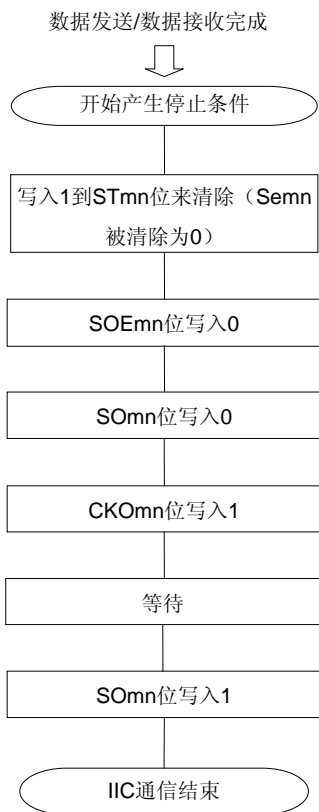 数据发送/数据接收完成
开始产生停止条件
写入1到STmn位来清除（Semn
被清除为0）
SOEmn位写入0
SOmn位写入0
CKOmn位写入1
等待
SOmn位写入1
IIC通信结束